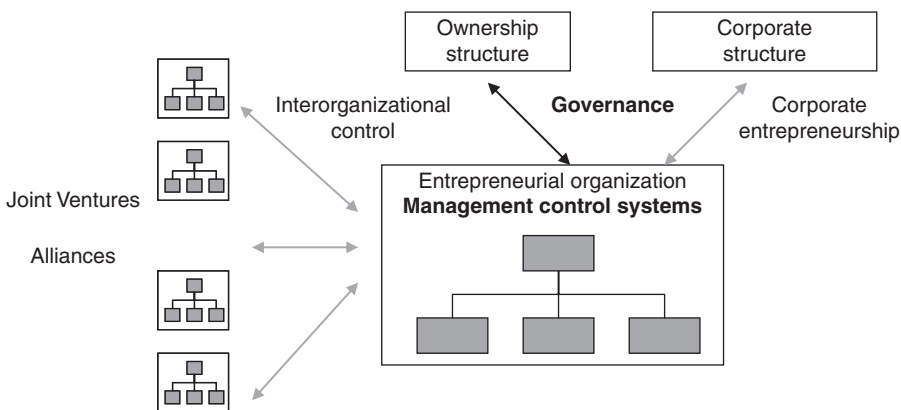 Ownership
structure
Corporate
structure
Interorganizational
control
Governance
Corporate
entrepreneurship
Joint Ventures
Alliances
Entrepreneurial organization
Management control systems